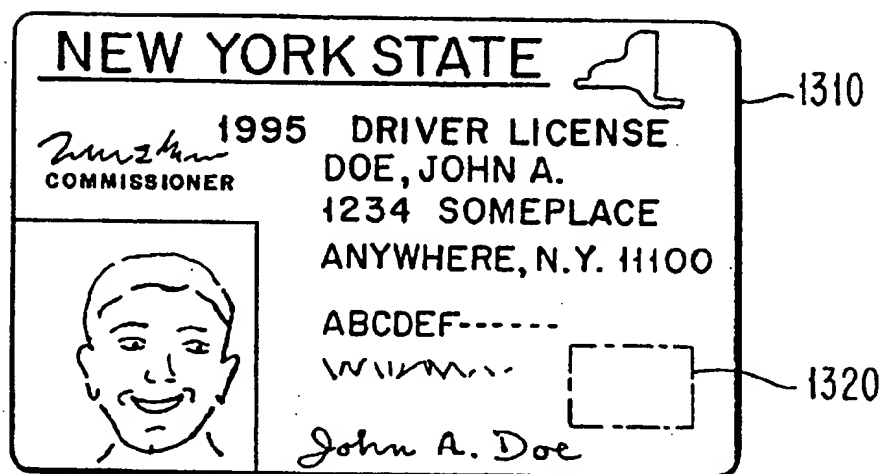 NEW YORK STATE
1310
1995 DRIVER LICENSE
COMMISSIONER
DOE, JOHN A.
1234 SOMEPLACE
ANYWHERE, N.Y. 11100
ABCDEF------
1320
John A. Doe